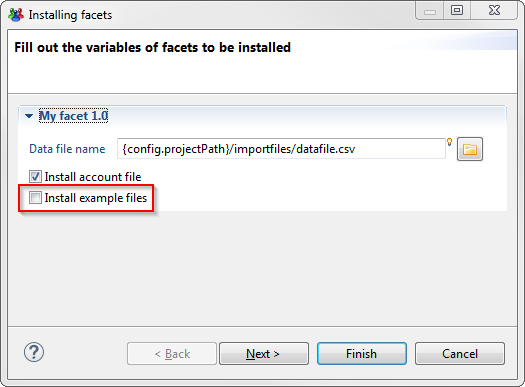 Installing facets
Fill out the variables of facets to be installed
My facet 1.0
Data file name {config.projectPath}/importfiles/datafile.csv
Install account file
Install example files
? < Back Next > Finish Cancel